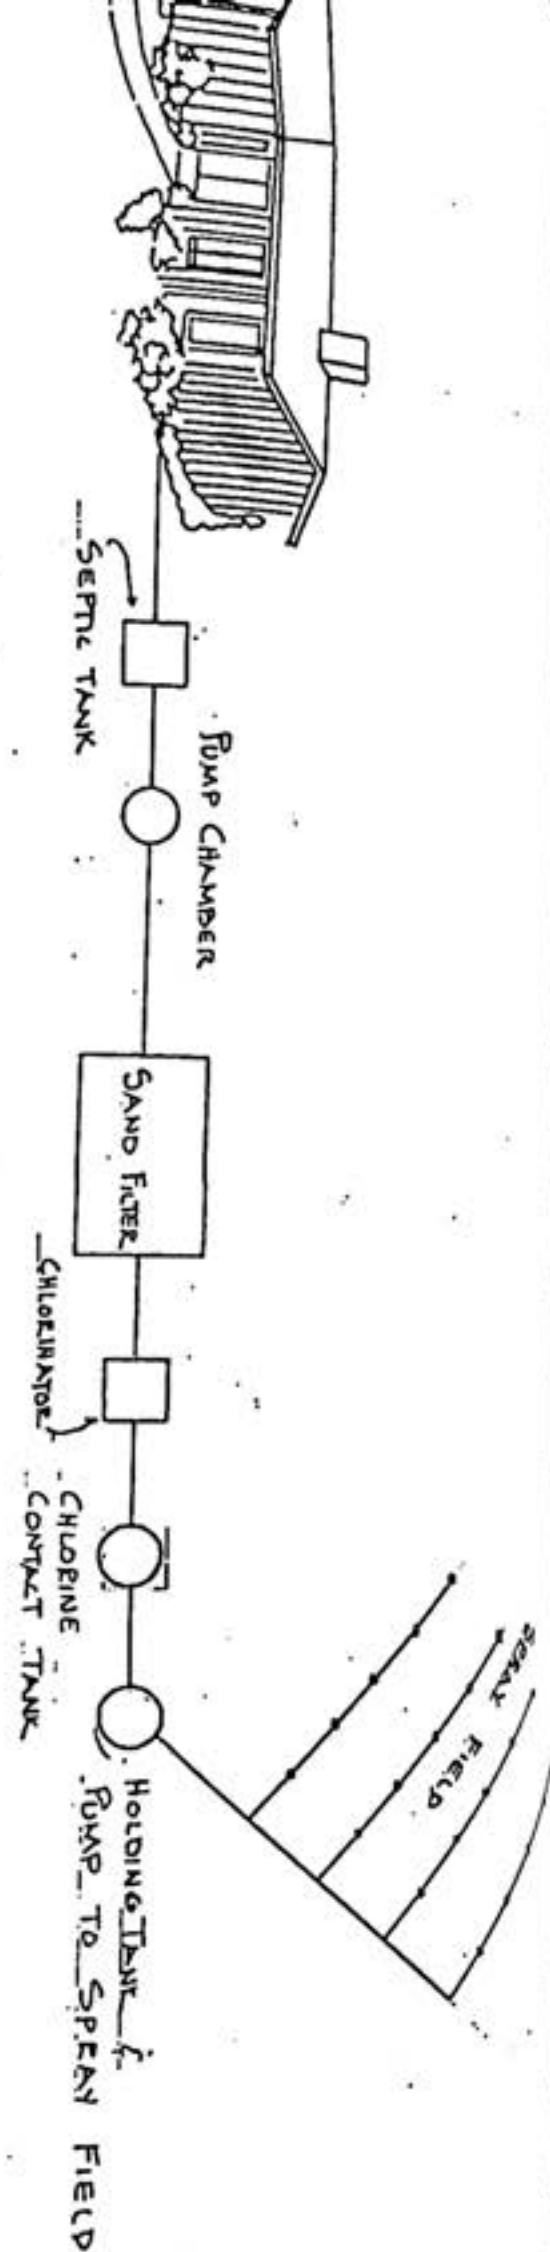 SEPTIC TANK
PUMP CHAMBER
SAND FILTER
CHLORINATOR
CHLORINE
CONTACT TANK
HOLDING TANK &
PUMP TO SPRAY FIELD
SPRAY FIELD